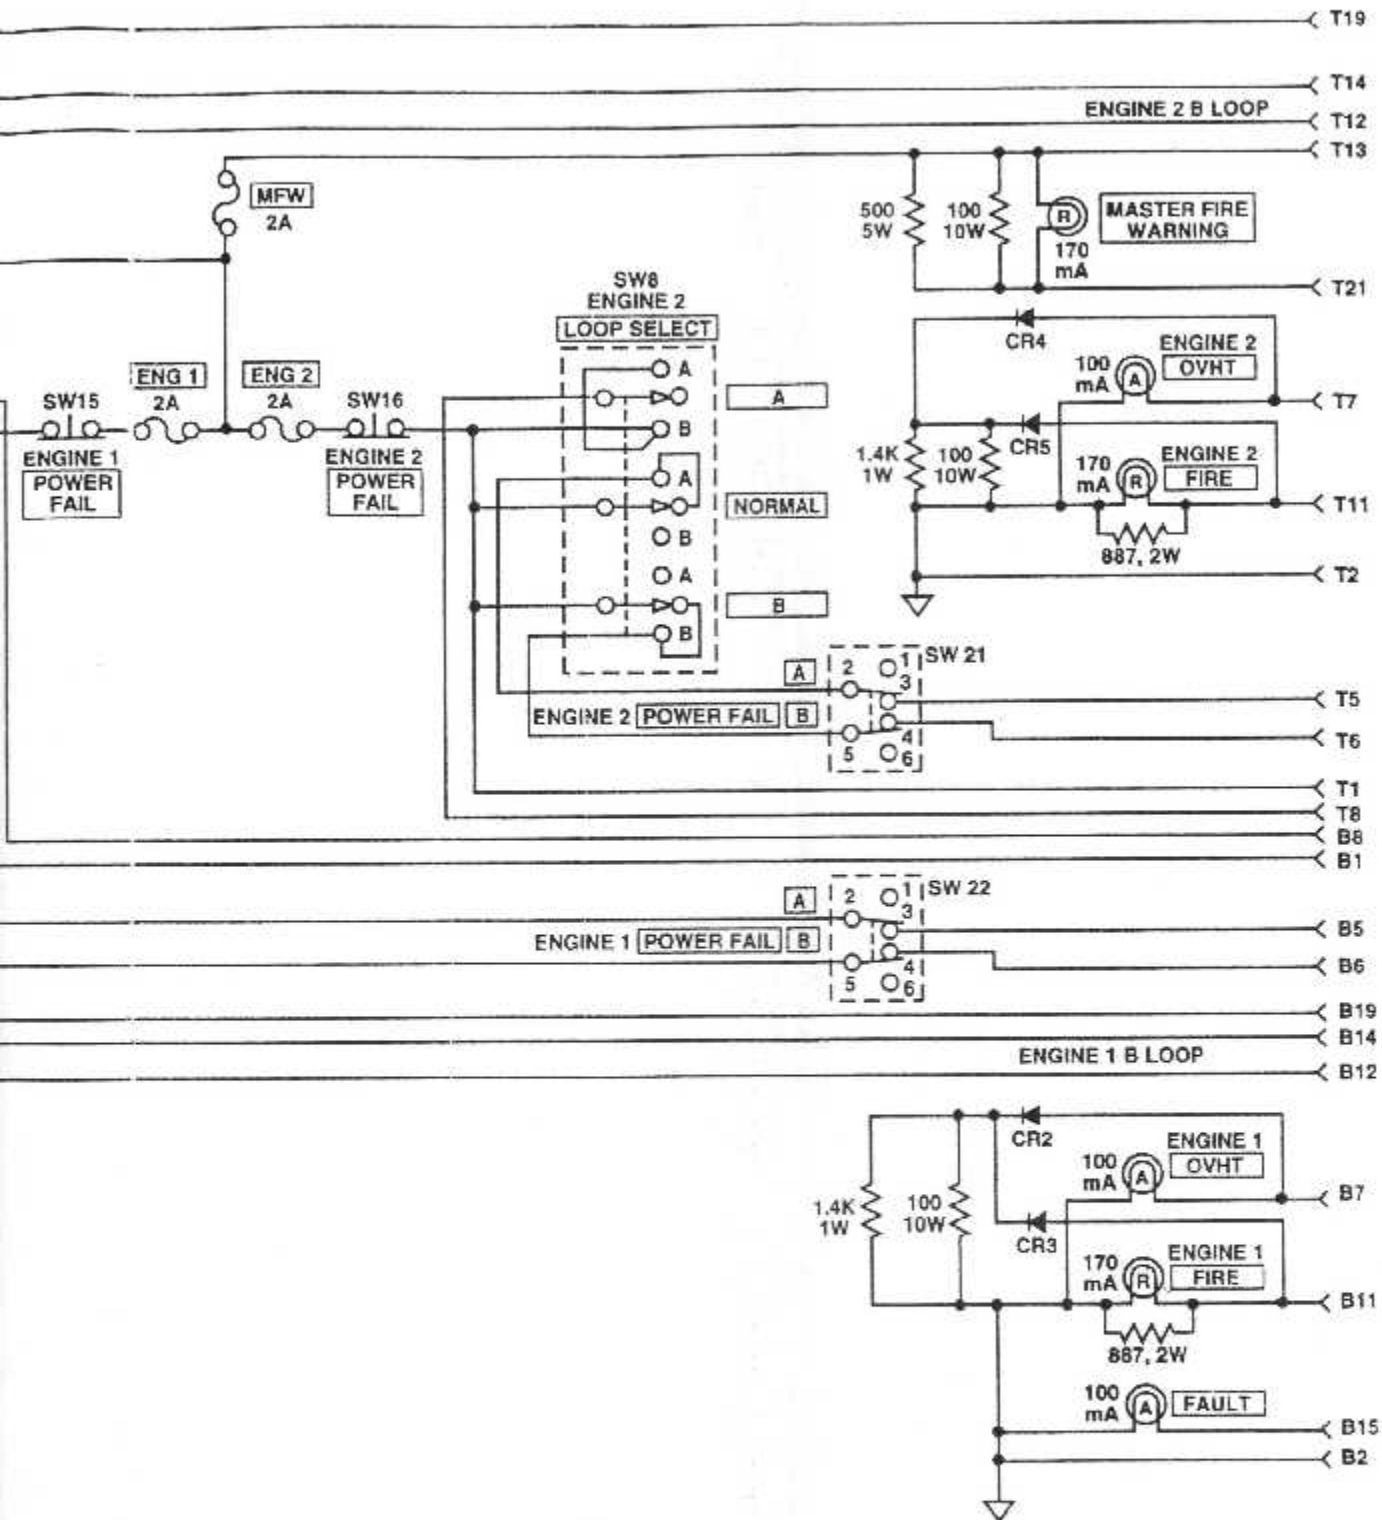 T19
T14
ENGINE 2 B LOOP
T12
T13
MFW
2A
500
5W
100
10W
R
170
mA
MASTER FIRE
WARNING
T21
SW8
ENGINE 2
LOOP SELECT
A
B
A
B
A
B
A
NORMAL
B
CR4
100
mA
A
ENGINE 2
OVHT
T7
SW15
ENGINE 1
POWER
FAIL
ENG 1
2A
ENG 2
2A
SW16
ENGINE 2
POWER
FAIL
1.4K
1W
100
10W
CR5
170
mA
R
ENGINE 2
FIRE
T11
887, 2W
T2
A
2
1
3
SW 21
T5
ENGINE 2 POWER FAIL B
5
4
6
T6
T1
T8
B8
B1
A
2
1
3
SW 22
B5
ENGINE 1 POWER FAIL B
5
4
6
B6
B19
B14
ENGINE 1 B LOOP
B12
CR2
100
mA
A
ENGINE 1
OVHT
B7
1.4K
1W
100
10W
CR3
170
mA
R
ENGINE 1
FIRE
B11
887, 2W
100
mA
A
FAULT
B15
B2